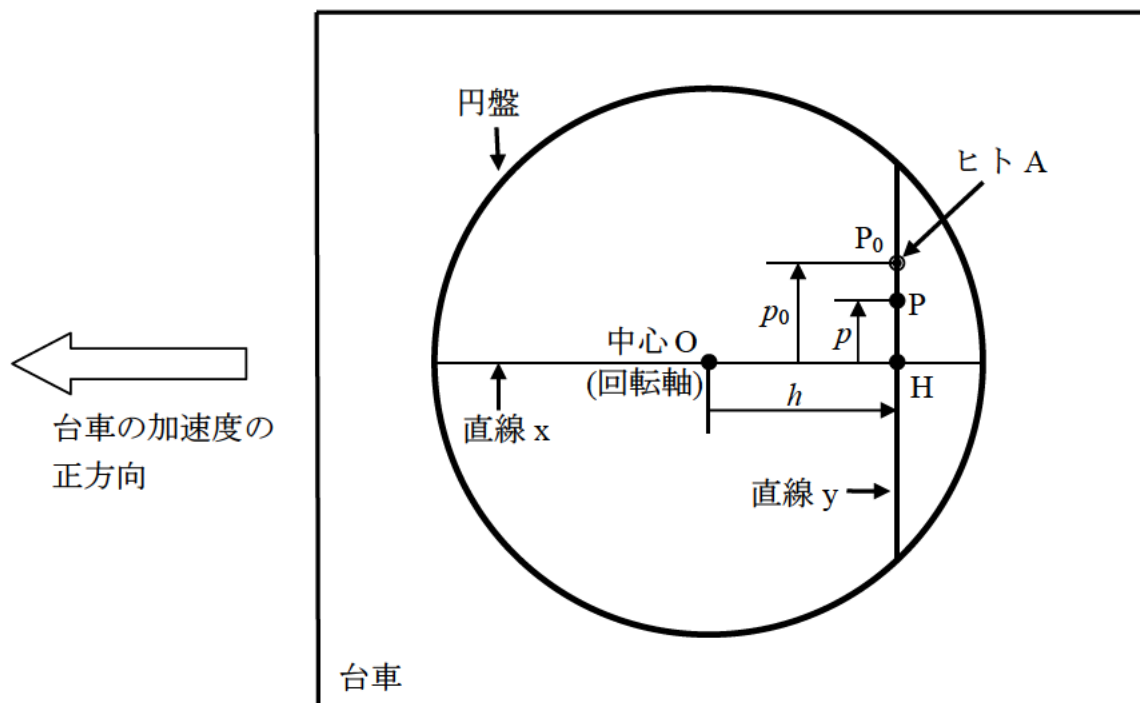 円盤
ヒト A
P₀
P
p₀
p
中心 O
(回転軸)
H
h
直線 x
台車の加速度の
正方向
直線 y
台車